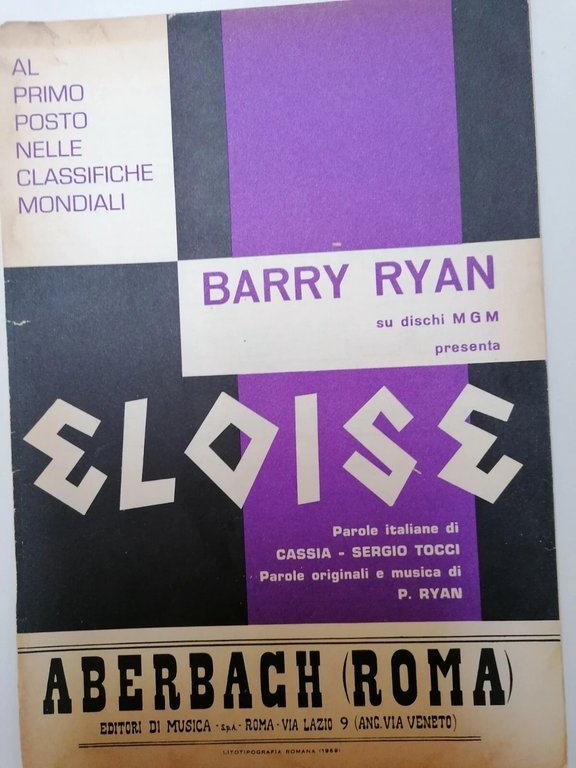 AL
PRIMO
POSTO
NELLE
CLASSIFICHE
MONDIALI
BARRY RYAN
su dischi MGM
presenta
ELOISE
Parole italiane di
CASSIA - SERGIO TOCCI
Parole originali e musica di
P. RYAN
ABERBACH (ROMA)
EDITORI DI MUSICA - S.p.A. - ROMA - VIA LAZIO 9 (ANG. VIA VENETO)
LITOTIPOGRAFIA ROMANA (1969)